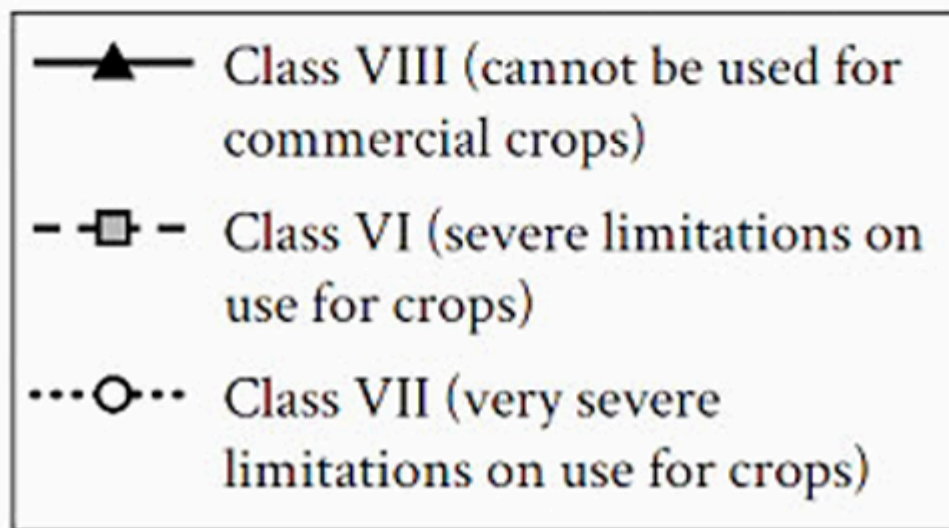 Class VIII (cannot be used for
commercial crops)
Class VI (severe limitations on
use for crops)
Class VII (very severe
limitations on use for crops)